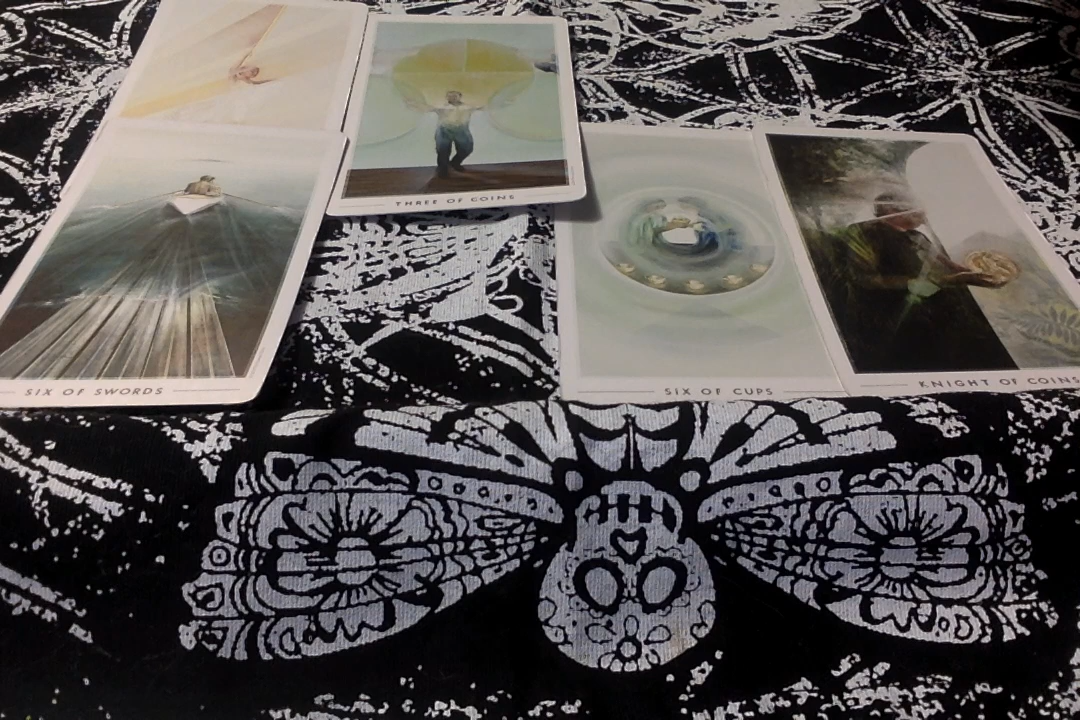 THREE OF COINS
SIX OF SWORDS
SIX OF CUPS
KNIGHT OF COINS